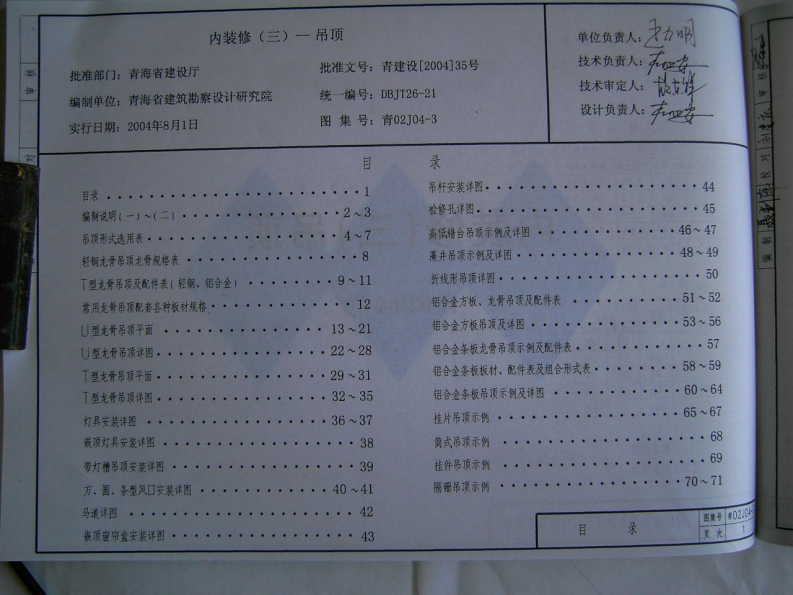 内装修（三）-- 吊顶
批准部门：青海省建设厅
批准文号：青建设[2004]35号
编制单位：青海省建筑勘察设计研究院
统一编号：DBJT26-21
实行日期：2004年8月1日
图 集 号：青02J04-3
单位负责人：
技术负责人：
技术审定人：
设计负责人：
目 录
目录 1
编制说明(一)～(二) 2～3
吊顶形式选用表 4～7
轻钢龙骨吊顶龙骨规格表 8
T型龙骨吊顶及配件表(轻钢、铝合金) 9～11
常用龙骨吊顶配套各种板材规格 12
U型龙骨吊顶平面 13～21
U型龙骨吊顶详图 22～28
T型龙骨吊顶平面 29～31
T型龙骨吊顶详图 32～35
灯具安装详图 36～37
嵌顶灯具安装详图 38
带灯槽吊顶安装详图 39
方、圆、条型风口安装详图 40～41
马道详图 42
嵌顶窗帘盒安装详图 43
吊杆安装详图 44
检修孔详图 45
高低错台吊顶示例及详图 46～47
藻井吊顶示例及详图 48～49
折线形吊顶详图 50
铝合金方板、龙骨吊顶及配件表 51～52
铝合金方板吊顶及详图 53～56
铝合金条板龙骨吊顶示例及配件表 57
铝合金条板板材、配件表及组合形式表 58～59
铝合金条板吊顶示例及详图 60～64
挂片吊顶示例 65～67
筒式吊顶示例 68
挂件吊顶示例 69
隔栅吊顶示例 70～71
目 录
图集号 青02J04-
页 次 1
审 核
校 对
编 制